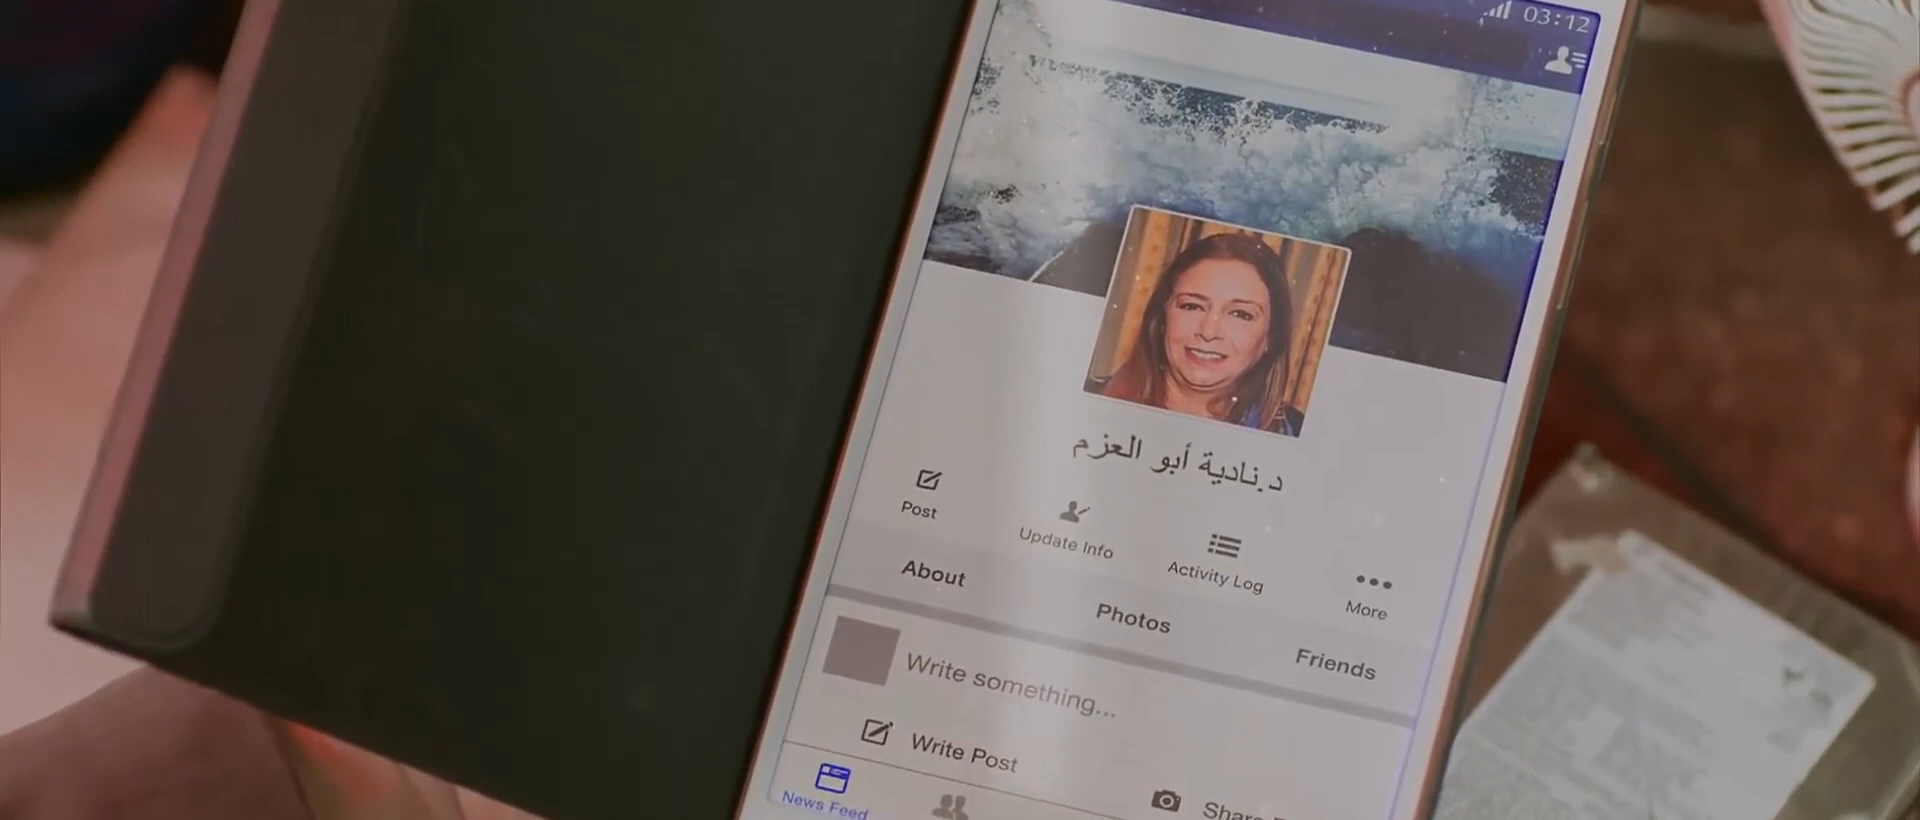 03:12
د.نادية أبو العزم
Post
Update Info
Activity Log
More
About
Photos
Friends
Write something...
Write Post
Share
News Feed